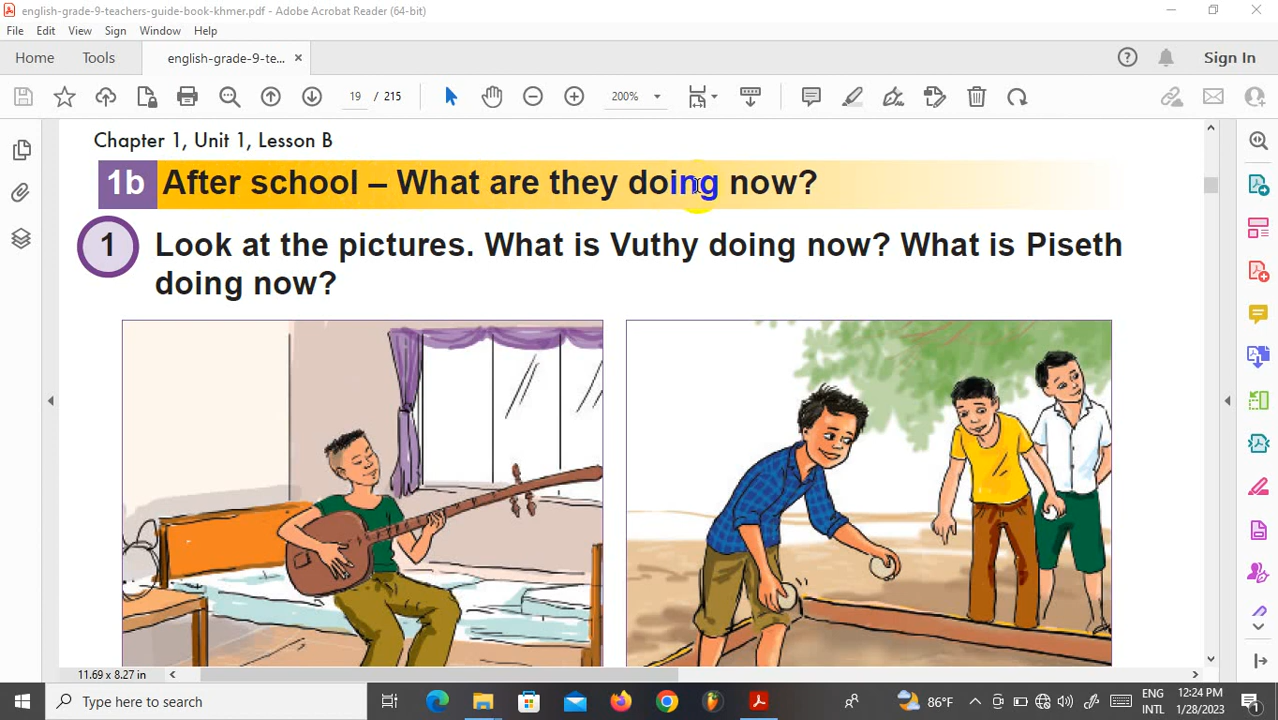 english-grade-9-teachers-guide-book-khmer.pdf - Adobe Acrobat Reader (64-bit)
File Edit View Sign Window Help
Home Tools english-grade-9-te... × Sign In
19 / 215 200%
Chapter 1, Unit 1, Lesson B
1b After school – What are they doing now?
1 Look at the pictures. What is Vuthy doing now? What is Piseth
doing now?
11.69 x 8.27 in
Type here to search
86°F
ENG
INTL
12:24 PM
1/28/2023
1